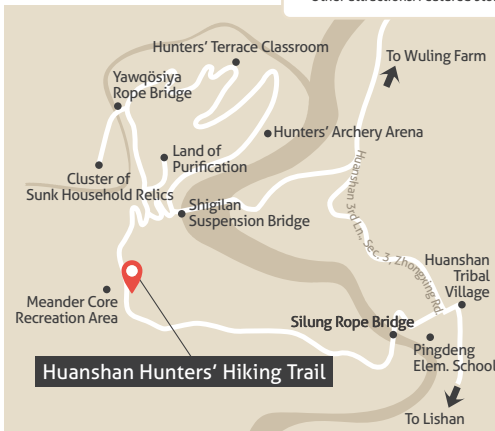 Hunters' Terrace Classroom
To Wuling Farm
Yawqösiya
Rope Bridge
Hunters' Archery Arena
Land of
Purification
Cluster of
Sunk Household Relics
Shigilan
Suspension Bridge
Huanshan 3rd Ln., Sec. 3, Zhongxing Rd.
Huanshan
Tribal
Village
Meander Core
Recreation Area
Silung Rope Bridge
Pingdeng
Elem. School
Huanshan Hunters' Hiking Trail
To Lishan